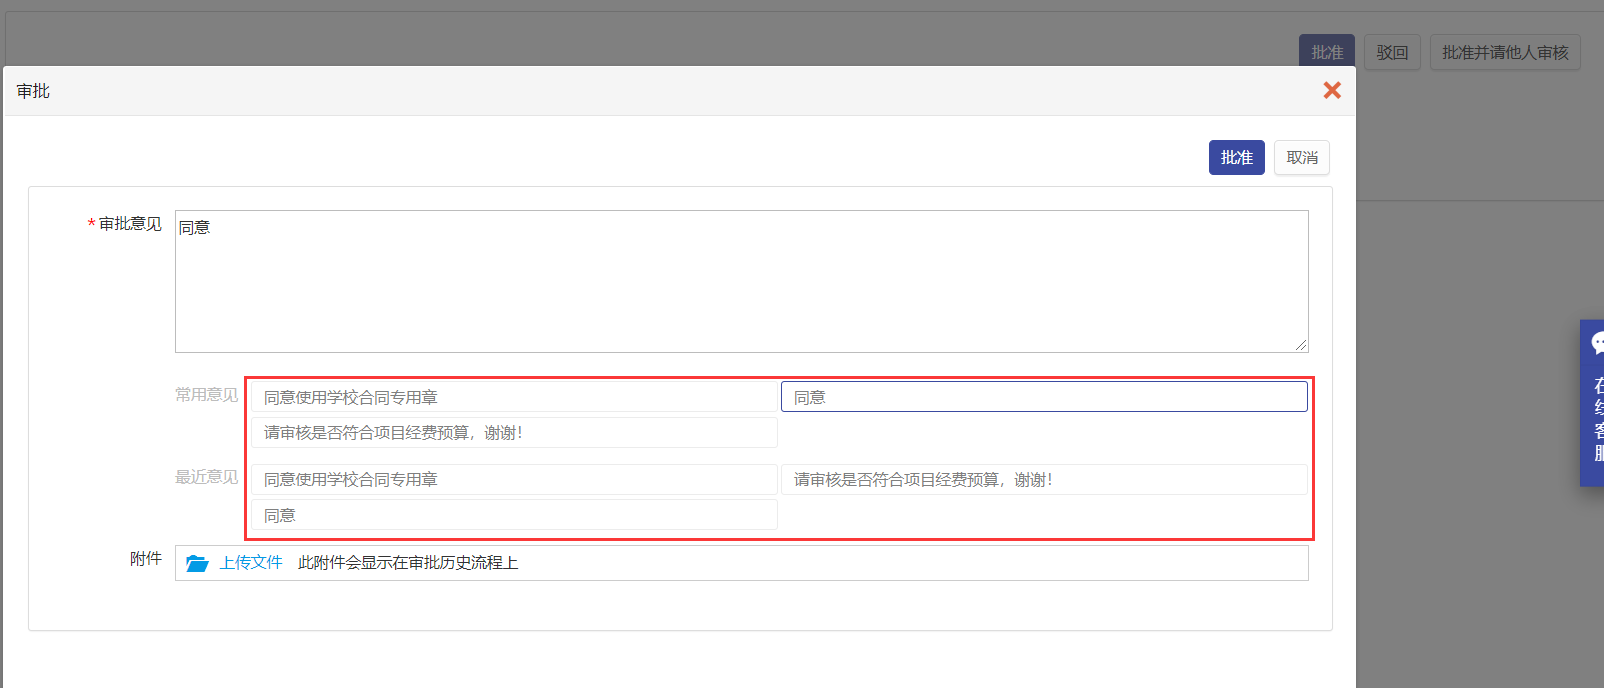 批准 驳回 批准并请他人审核
审批
批准 取消
*审批意见 同意
常用意见 同意使用学校合同专用章 同意
请审核是否符合项目经费预算，谢谢！
最近意见 同意使用学校合同专用章 请审核是否符合项目经费预算，谢谢！
同意
附件 上传文件 此附件会显示在审批历史流程上
在
线
客
服